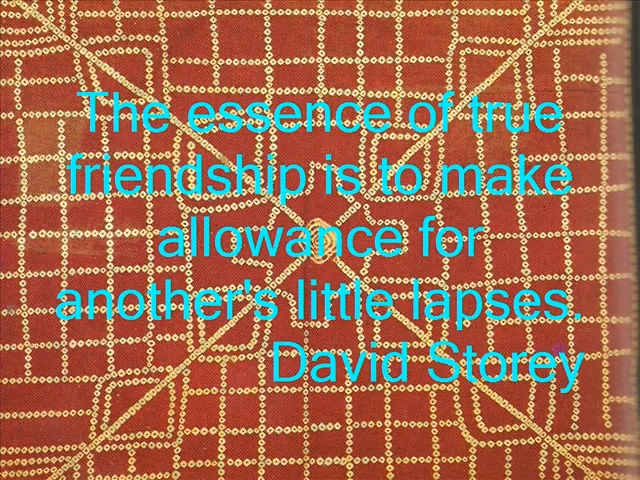 The essence of true
friendship is to make
allowance for
another's little lapses.
David Storey